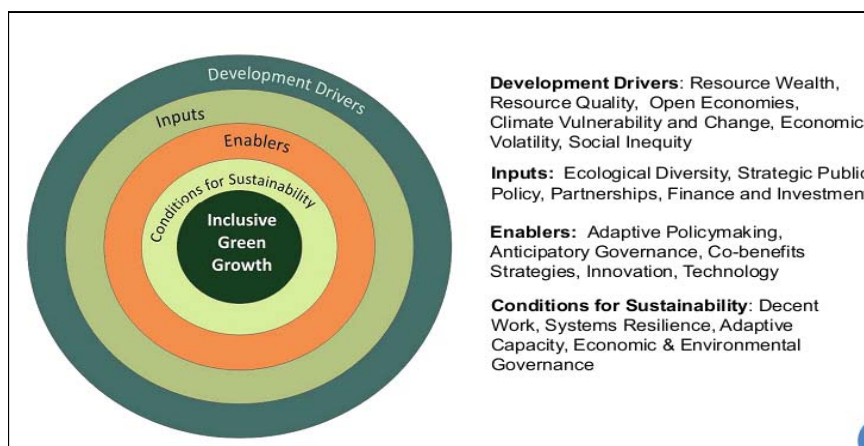 Development Drivers
Inputs
Enablers
Conditions for Sustainability
Inclusive
Green
Growth
Development Drivers: Resource Wealth,
Resource Quality, Open Economies,
Climate Vulnerability and Change, Economic
Volatility, Social Inequity
Inputs: Ecological Diversity, Strategic Public
Policy, Partnerships, Finance and Investmen
Enablers: Adaptive Policymaking,
Anticipatory Governance, Co-benefits
Strategies, Innovation, Technology
Conditions for Sustainability: Decent
Work, Systems Resilience, Adaptive
Capacity, Economic & Environmental
Governance